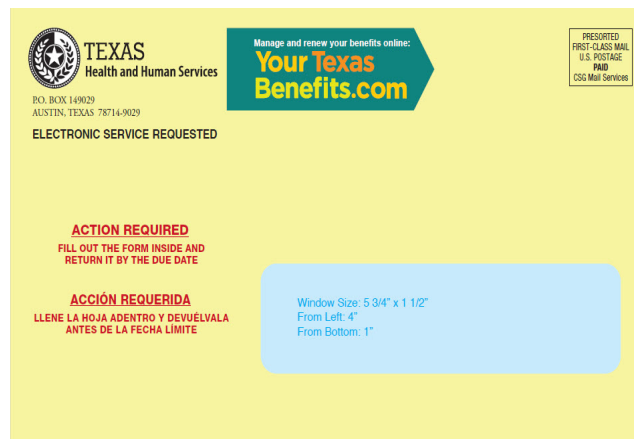 TEXAS
Health and Human Services
P.O. BOX 149029
AUSTIN, TEXAS 78714-9029
ELECTRONIC SERVICE REQUESTED
Manage and renew your benefits online:
Your Texas
Benefits.com
PRESORTED
FIRST-CLASS MAIL
U.S. POSTAGE
PAID
CSG Mail Services
ACTION REQUIRED
FILL OUT THE FORM INSIDE AND
RETURN IT BY THE DUE DATE
ACCIÓN REQUERIDA
LLENE LA HOJA ADENTRO Y DEVUÉLVALA
ANTES DE LA FECHA LÍMITE
Window Size: 5 3/4" x 1 1/2"
From Left: 4"
From Bottom: 1"